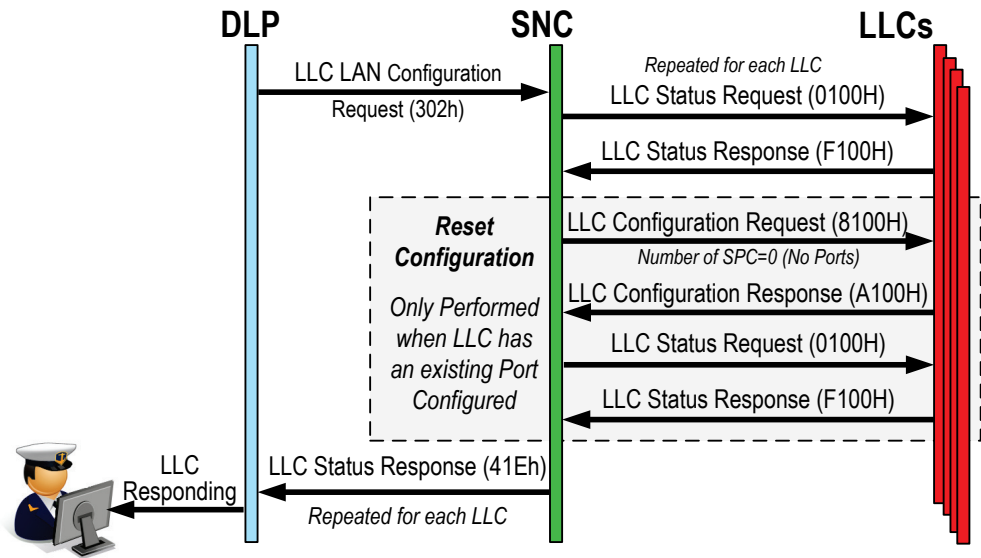 DLP
SNC
LLCs
LLC LAN Configuration
Request (302h)
Repeated for each LLC
LLC Status Request (0100H)
LLC Status Response (F100H)
Reset
Configuration
Only Performed
when LLC has
an existing Port
Configured
LLC Configuration Request (8100H)
Number of SPC=0 (No Ports)
LLC Configuration Response (A100H)
LLC Status Request (0100H)
LLC Status Response (F100H)
LLC Status Response (41Eh)
Repeated for each LLC
LLC
Responding